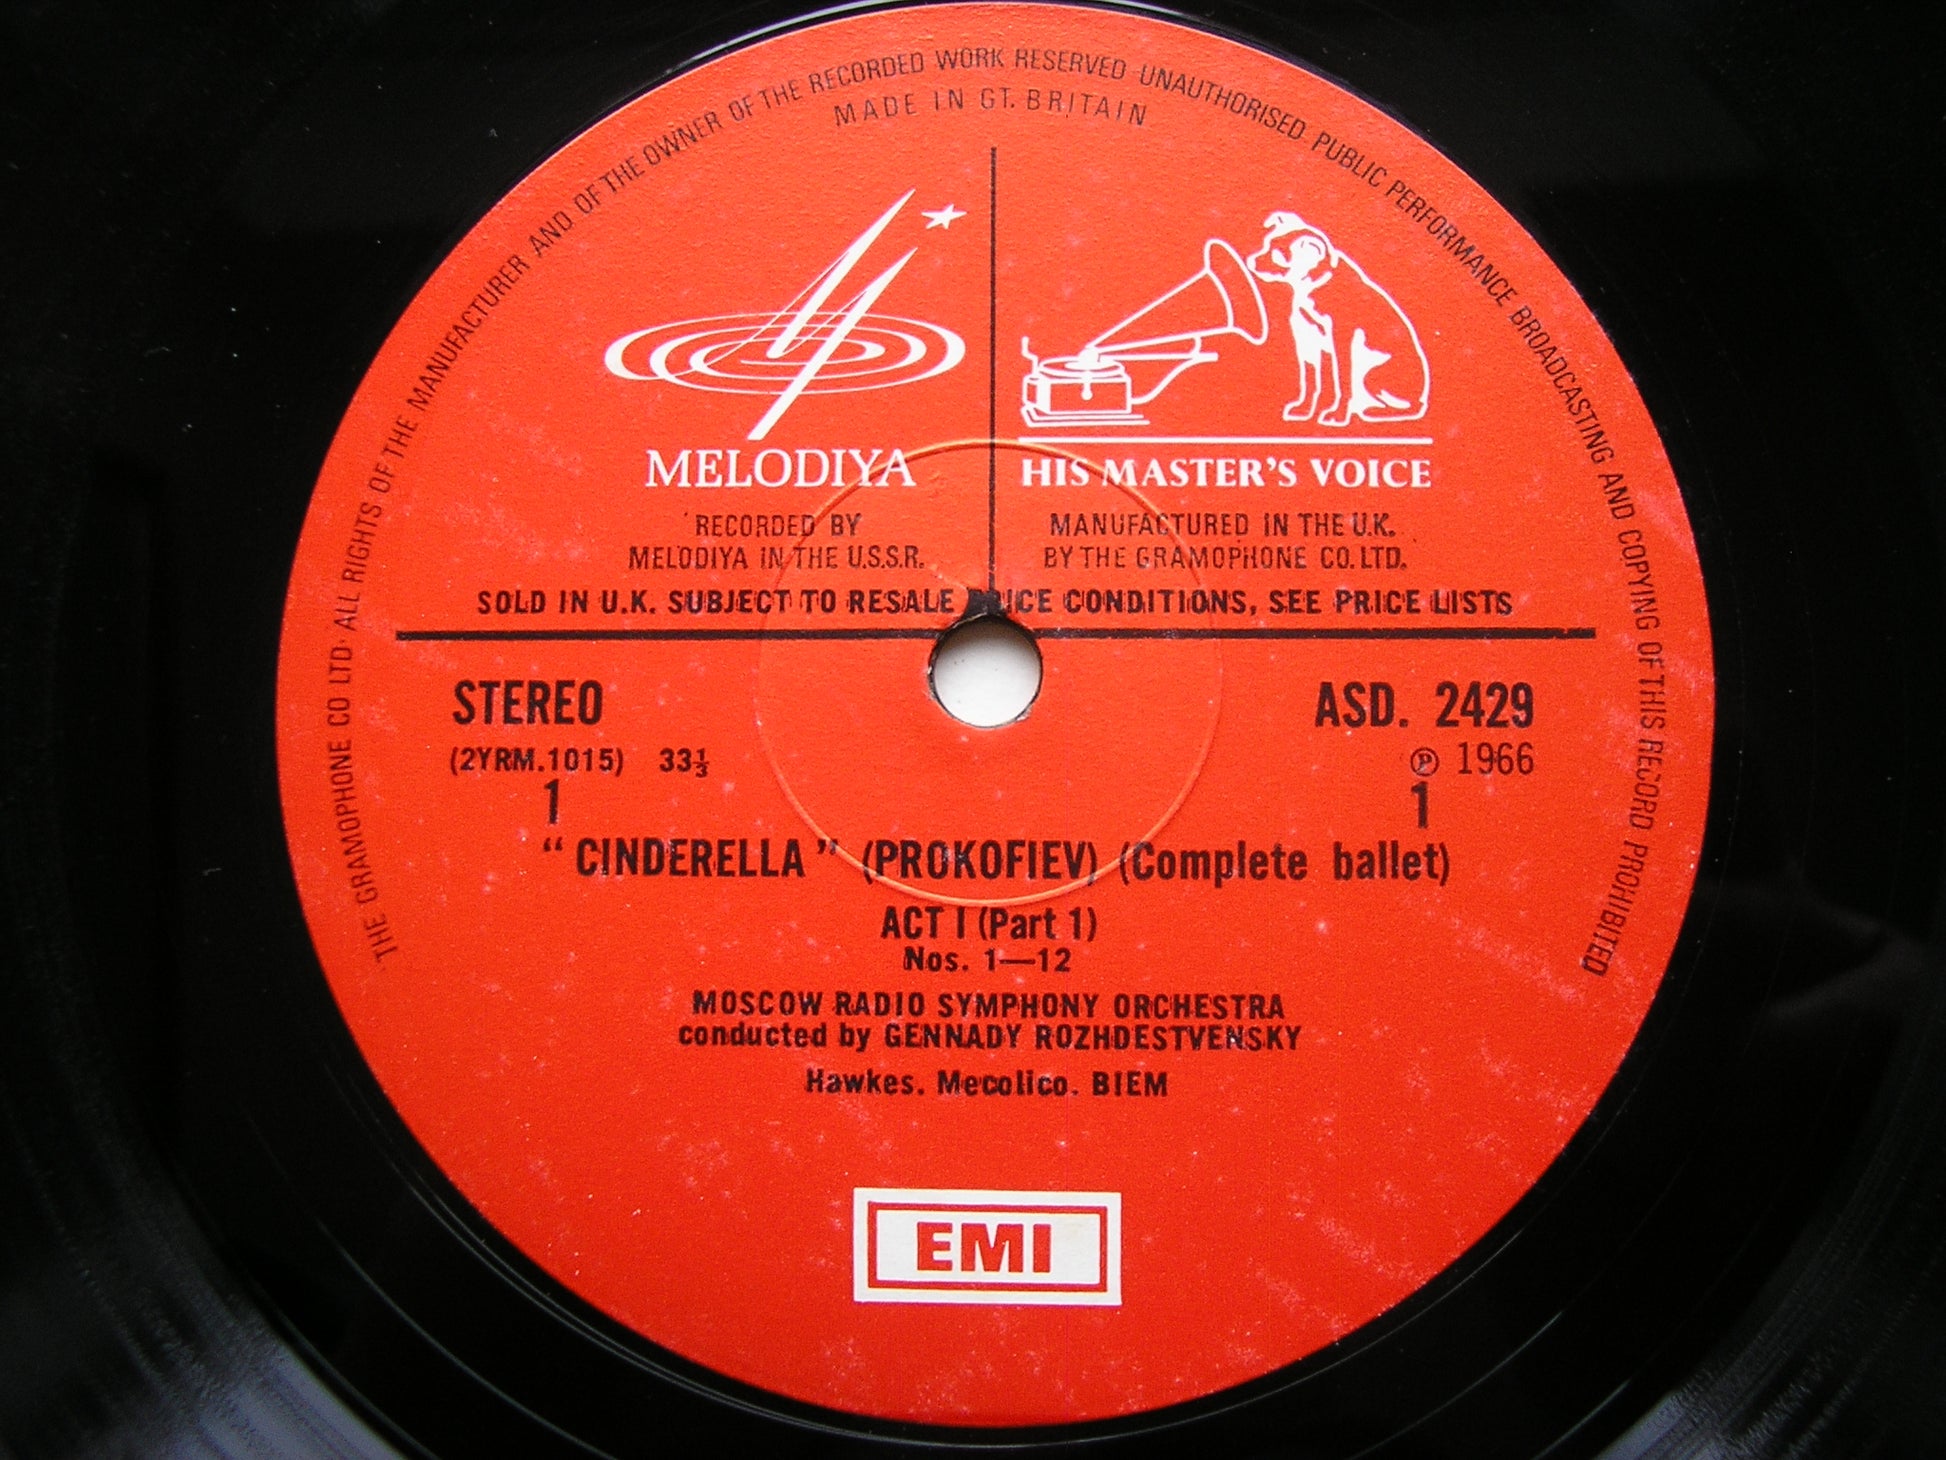 THE GRAMOPHONE CO LTD· ALL RIGHTS OF THE MANUFACTURER AND OF THE OWNER OF THE RECORDED WORK RESERVED UNAUTHORISED PUBLIC PERFORMANCE BROADCASTING AND COPYING OF THIS RECORD PROHIBITED
MADE IN GT. BRITAIN
MELODIYA
HIS MASTER'S VOICE
RECORDED BY
MELODIYA IN THE U.S.S.R.
MANUFACTURED IN THE U.K.
BY THE GRAMOPHONE CO. LTD.
SOLD IN U.K. SUBJECT TO RESALE PRICE CONDITIONS, SEE PRICE LISTS
STEREO
ASD. 2429
(2YRM.1015) 33⅓
℗ 1966
1
1
"CINDERELLA" (PROKOFIEV) (Complete ballet)
ACT I (Part 1)
Nos. 1—12
MOSCOW RADIO SYMPHONY ORCHESTRA
conducted by GENNADY ROZHDESTVENSKY
Hawkes. Mecolico. BIEM
EMI